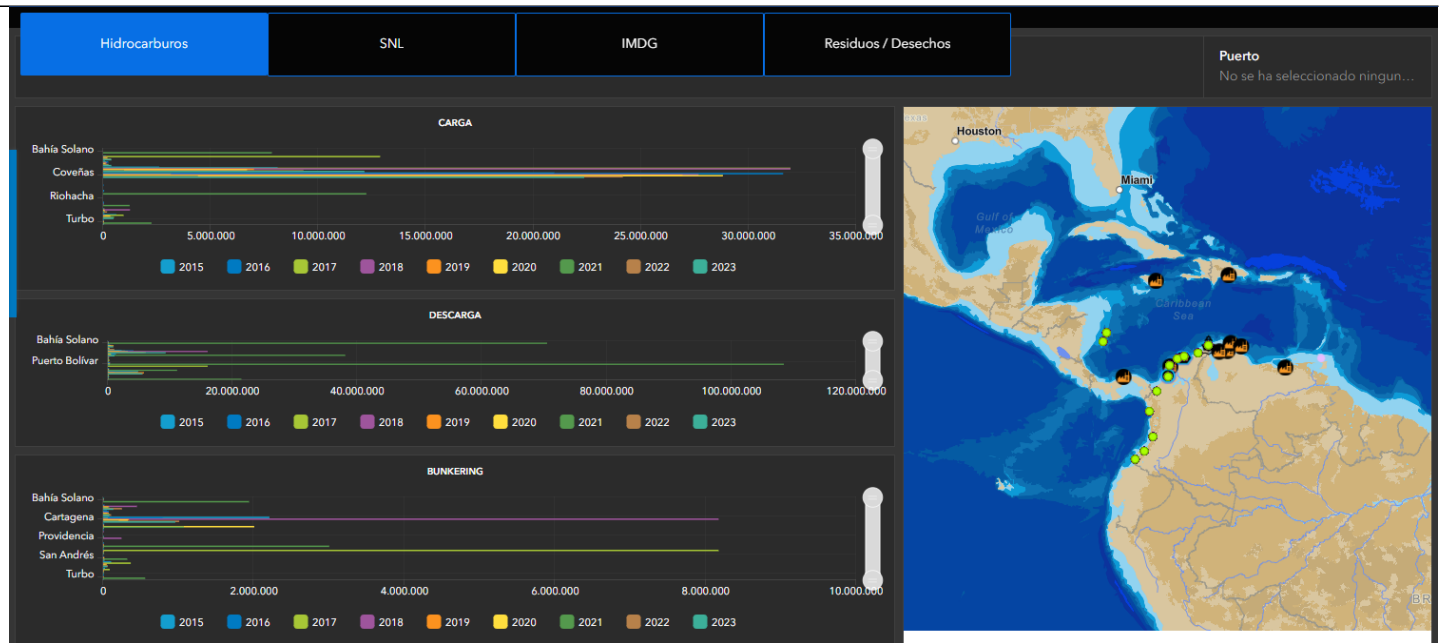 Hidrocarburos
SNL
IMDG
Residuos / Desechos
Puerto
No se ha seleccionado ningun…
CARGA
Bahía Solano
Coveñas
Riohacha
Turbo
0 5.000.000 10.000.000 15.000.000 20.000.000 25.000.000 30.000.000 35.000.000
2015 2016 2017 2018 2019 2020 2021 2022 2023
DESCARGA
Bahía Solano
Puerto Bolívar
0 20.000.000 40.000.000 60.000.000 80.000.000 100.000.000 120.000.000
2015 2016 2017 2018 2019 2020 2021 2022 2023
BUNKERING
Bahía Solano
Cartagena
Providencia
San Andrés
Turbo
0 2.000.000 4.000.000 6.000.000 8.000.000 10.000.000
2015 2016 2017 2018 2019 2020 2021 2022 2023
Houston
Miami
Gulf of
Mexico
Caribbean
Sea
BR